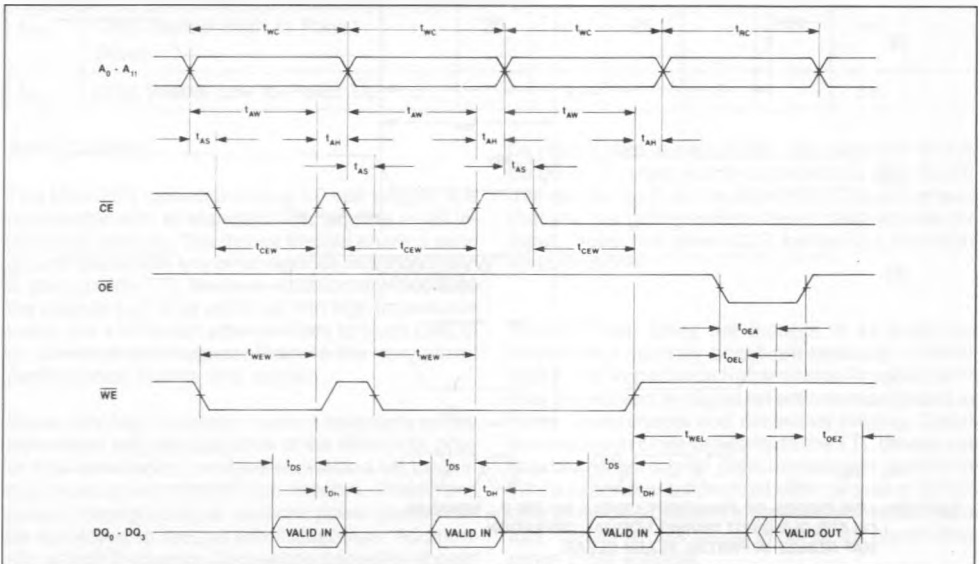 tWC tWC tWC tRC
A0 - A11
tAW tAW tAW
tAS tAH tAH tAH
tAS tAS
CE
tCEW tCEW tCEW
OE
tOEA
tWEW tWEW tOEL
WE
tWEL tOEZ
tDS tDS tDS
tDH tDH tDH
DQ0 - DQ3 VALID IN VALID IN VALID IN VALID OUT